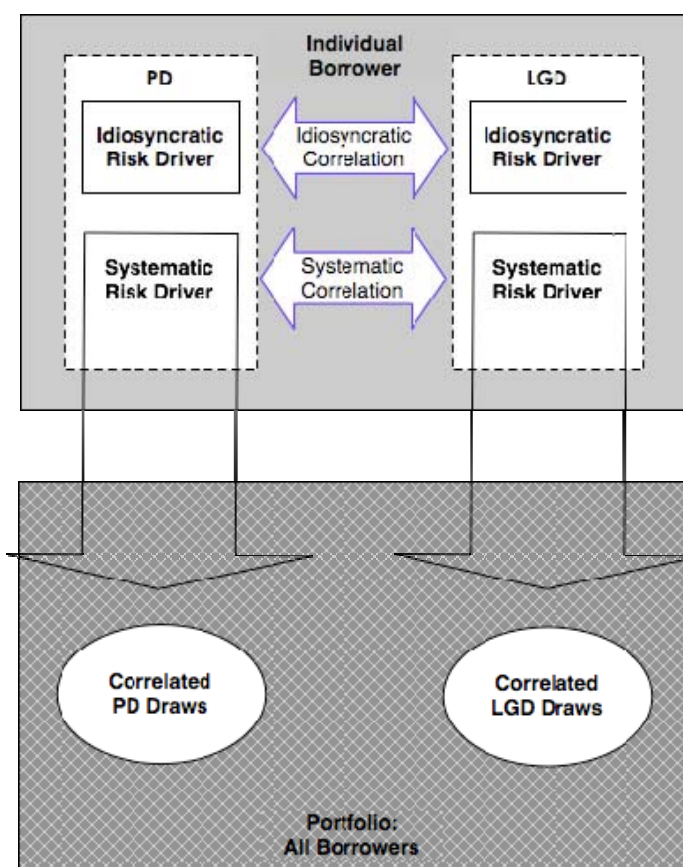 Individual
Borrower
PD
LGD
Idiosyncratic
Risk Driver
Idiosyncratic
Correlation
Idiosyncratic
Risk Driver
Systematic
Risk Driver
Systematic
Correlation
Systematic
Risk Driver
Correlated
PD Draws
Correlated
LGD Draws
Portfolio:
All Borrowers